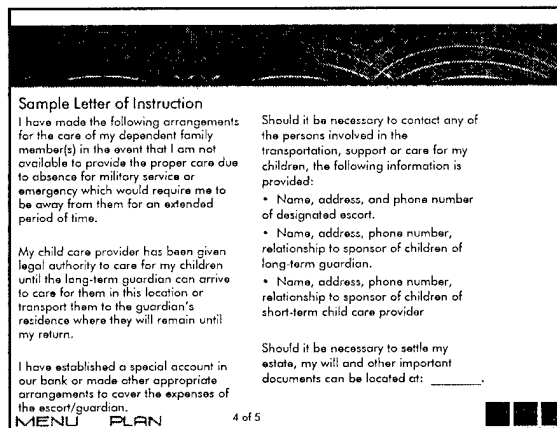 Sample Letter of Instruction
I have made the following arrangements
for the care of my dependent family
member(s) in the event that I am not
available to provide the proper care due
to absence for military service or
emergency which would require me to
be away from them for an extended
period of time.
My child care provider has been given
legal authority to care for my children
until the long-term guardian can arrive
to care for them in this location or
transport them to the guardian's
residence where they will remain until
my return.
I have established a special account in
our bank or made other appropriate
arrangements to cover the expenses of
the escort/guardian.
Should it be necessary to contact any of
the persons involved in the
transportation, support or care for my
children, the following information is
provided:
• Name, address, and phone number
of designated escort.
• Name, address, phone number,
relationship to sponsor of children of
long-term guardian.
• Name, address, phone number,
relationship to sponsor of children of
short-term child care provider
Should it be necessary to settle my
estate, my will and other important
documents can be located at: ________.
MENU PLAN 4 of 5